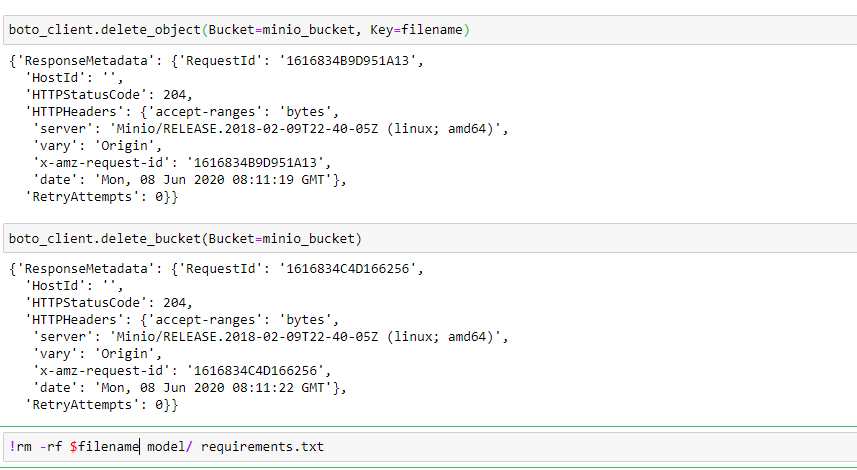 boto_client.delete_object(Bucket=minio_bucket, Key=filename)
{'ResponseMetadata': {'RequestId': '1616834B9D951A13',
'HostId': '',
'HTTPStatusCode': 204,
'HTTPHeaders': {'accept-ranges': 'bytes',
'server': 'Minio/RELEASE.2018-02-09T22-40-05Z (linux; amd64)',
'vary': 'Origin',
'x-amz-request-id': '1616834B9D951A13',
'date': 'Mon, 08 Jun 2020 08:11:19 GMT'},
'RetryAttempts': 0}}
boto_client.delete_bucket(Bucket=minio_bucket)
{'ResponseMetadata': {'RequestId': '1616834C4D166256',
'HostId': '',
'HTTPStatusCode': 204,
'HTTPHeaders': {'accept-ranges': 'bytes',
'server': 'Minio/RELEASE.2018-02-09T22-40-05Z (linux; amd64)',
'vary': 'Origin',
'x-amz-request-id': '1616834C4D166256',
'date': 'Mon, 08 Jun 2020 08:11:22 GMT'},
'RetryAttempts': 0}}
!rm -rf $filename model/ requirements.txt